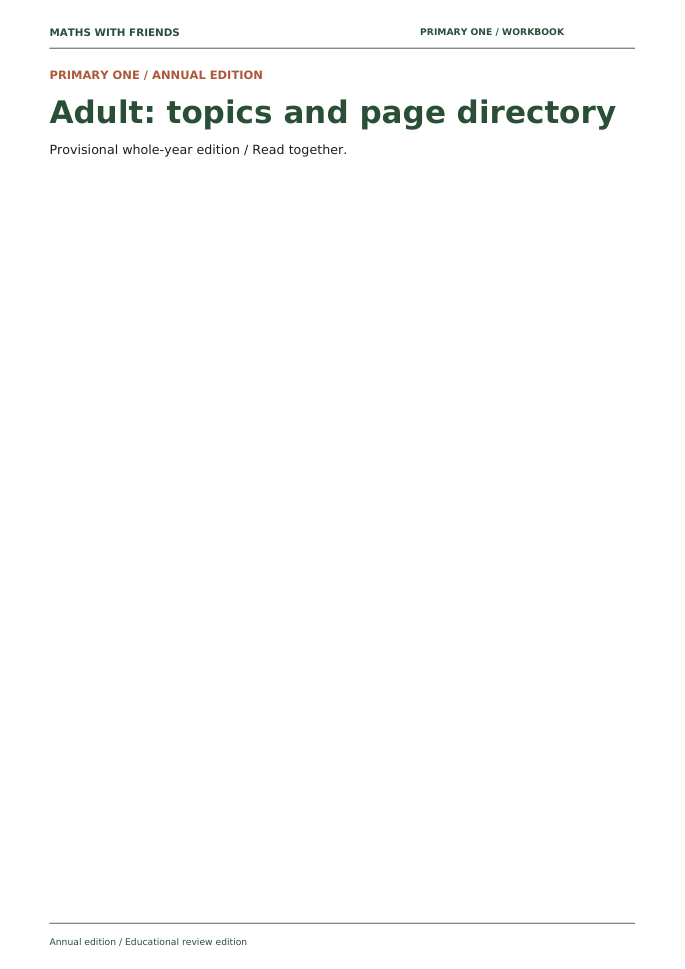 MATHS WITH FRIENDS
PRIMARY ONE / WORKBOOK
PRIMARY ONE / ANNUAL EDITION
Adult: topics and page directory
Provisional whole-year edition / Read together.
Annual edition / Educational review edition